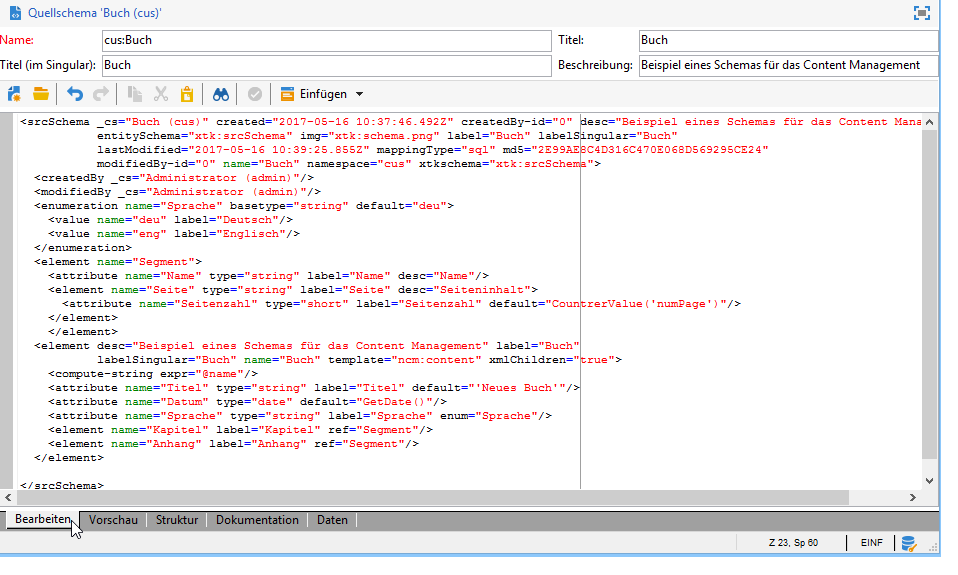 Quellschema 'Buch (cus)'
Name: cus:Buch Titel: Buch
Titel (im Singular): Buch Beschreibung: Beispiel eines Schemas für das Content Management
Einfügen
<srcSchema _cs="Buch (cus)" created="2017-05-16 10:37:46.492Z" createdBy-id="0" desc="Beispiel eines Schemas für das Content Mana
entitySchema="xtk:srcSchema" img="xtk:schema.png" label="Buch" labelSingular="Buch"
lastModified="2017-05-16 10:39:25.855Z" mappingType="sql" md5="2E99AE8C4D316C470E068D569295CE24"
modifiedBy-id="0" name="Buch" namespace="cus" xtkschema="xtk:srcSchema">
<createdBy _cs="Administrator (admin)"/>
<modifiedBy _cs="Administrator (admin)"/>
<enumeration name="Sprache" basetype="string" default="deu">
<value name="deu" label="Deutsch"/>
<value name="eng" label="Englisch"/>
</enumeration>
<element name="Segment">
<attribute name="Name" type="string" label="Name" desc="Name"/>
<element name="Seite" type="string" label="Seite" desc="Seiteninhalt">
<attribute name="Seitenzahl" type="short" label="Seitenzahl" default="CountrerValue('numPage')"/>
</element>
</element>
<element desc="Beispiel eines Schemas für das Content Management" label="Buch"
labelSingular="Buch" name="Buch" template="ncm:content" xmlChildren="true">
<compute-string expr="@name"/>
<attribute name="Titel" type="string" label="Titel" default="'Neues Buch'"/>
<attribute name="Datum" type="date" default="GetDate()"/>
<attribute name="Sprache" type="string" label="Sprache" enum="Sprache"/>
<element name="Kapitel" label="Kapitel" ref="Segment"/>
<element name="Anhang" label="Anhang" ref="Segment"/>
</element>
</srcSchema>
Bearbeiten Vorschau Struktur Dokumentation Daten
Z 23, Sp 60 EINF